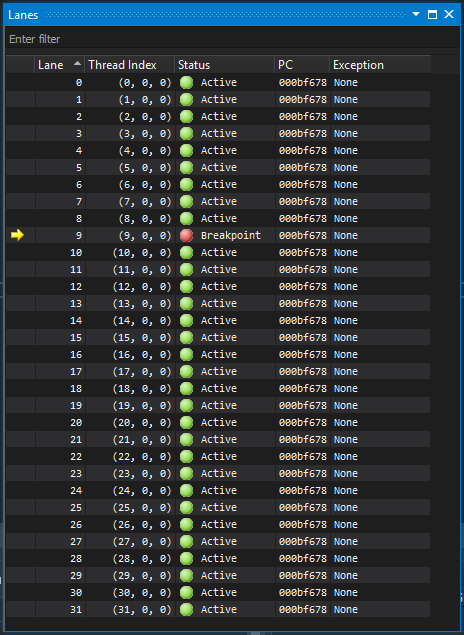 Lanes
Enter filter
Lane Thread Index Status PC Exception
0 (0, 0, 0) Active 000bf678 None
1 (1, 0, 0) Active 000bf678 None
2 (2, 0, 0) Active 000bf678 None
3 (3, 0, 0) Active 000bf678 None
4 (4, 0, 0) Active 000bf678 None
5 (5, 0, 0) Active 000bf678 None
6 (6, 0, 0) Active 000bf678 None
7 (7, 0, 0) Active 000bf678 None
8 (8, 0, 0) Active 000bf678 None
9 (9, 0, 0) Breakpoint 000bf678 None
10 (10, 0, 0) Active 000bf678 None
11 (11, 0, 0) Active 000bf678 None
12 (12, 0, 0) Active 000bf678 None
13 (13, 0, 0) Active 000bf678 None
14 (14, 0, 0) Active 000bf678 None
15 (15, 0, 0) Active 000bf678 None
16 (16, 0, 0) Active 000bf678 None
17 (17, 0, 0) Active 000bf678 None
18 (18, 0, 0) Active 000bf678 None
19 (19, 0, 0) Active 000bf678 None
20 (20, 0, 0) Active 000bf678 None
21 (21, 0, 0) Active 000bf678 None
22 (22, 0, 0) Active 000bf678 None
23 (23, 0, 0) Active 000bf678 None
24 (24, 0, 0) Active 000bf678 None
25 (25, 0, 0) Active 000bf678 None
26 (26, 0, 0) Active 000bf678 None
27 (27, 0, 0) Active 000bf678 None
28 (28, 0, 0) Active 000bf678 None
29 (29, 0, 0) Active 000bf678 None
30 (30, 0, 0) Active 000bf678 None
31 (31, 0, 0) Active 000bf678 None